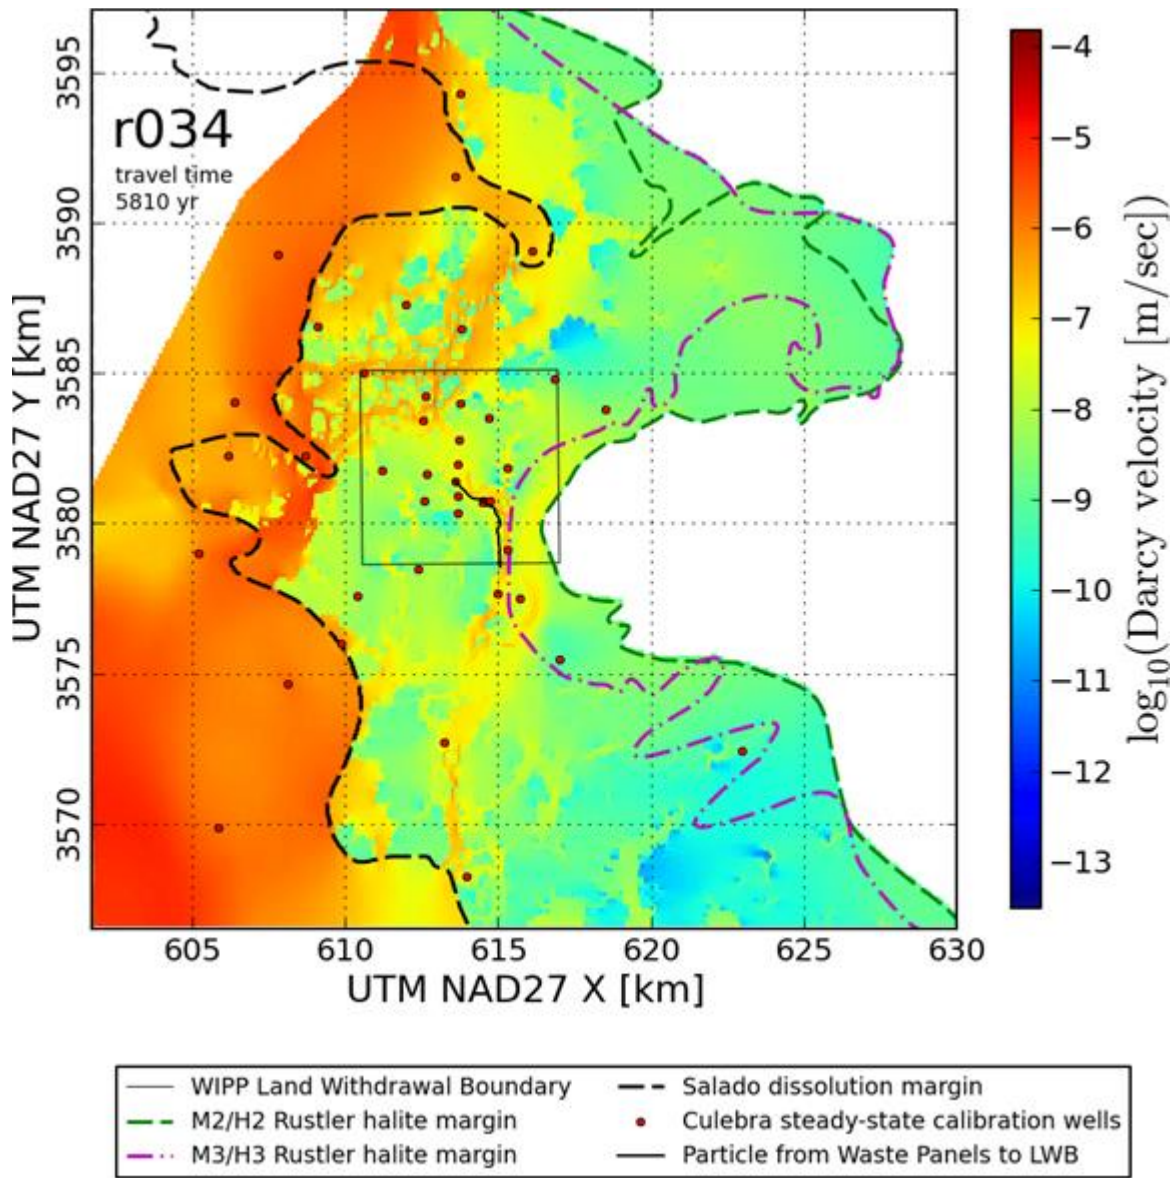 r034
travel time
5810 yr
3595
3590
3585
3580
3575
3570
UTM NAD27 Y [km]
605
610
615
620
625
630
UTM NAD27 X [km]
−4
−5
−6
−7
−8
−9
−10
−11
−12
−13
log₁₀(Darcy velocity [m/sec])
WIPP Land Withdrawal Boundary
M2/H2 Rustler halite margin
M3/H3 Rustler halite margin
Salado dissolution margin
Culebra steady-state calibration wells
Particle from Waste Panels to LWB